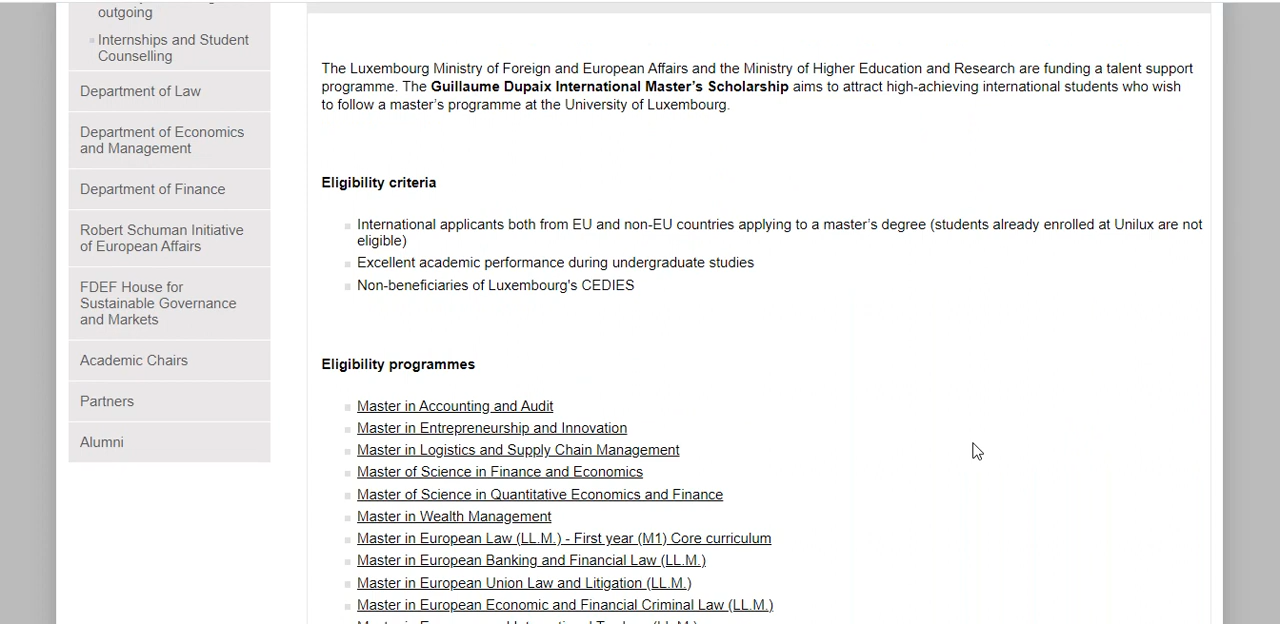 outgoing
Internships and Student
Counselling
Department of Law
Department of Economics
and Management
Department of Finance
Robert Schuman Initiative
of European Affairs
FDEF House for
Sustainable Governance
and Markets
Academic Chairs
Partners
Alumni
The Luxembourg Ministry of Foreign and European Affairs and the Ministry of Higher Education and Research are funding a talent support
programme. The Guillaume Dupaix International Master's Scholarship aims to attract high-achieving international students who wish
to follow a master's programme at the University of Luxembourg.
Eligibility criteria
International applicants both from EU and non-EU countries applying to a master's degree (students already enrolled at Unilux are not
eligible)
Excellent academic performance during undergraduate studies
Non-beneficiaries of Luxembourg's CEDIES
Eligibility programmes
Master in Accounting and Audit
Master in Entrepreneurship and Innovation
Master in Logistics and Supply Chain Management
Master of Science in Finance and Economics
Master of Science in Quantitative Economics and Finance
Master in Wealth Management
Master in European Law (LL.M.) - First year (M1) Core curriculum
Master in European Banking and Financial Law (LL.M.)
Master in European Union Law and Litigation (LL.M.)
Master in European Economic and Financial Criminal Law (LL.M.)